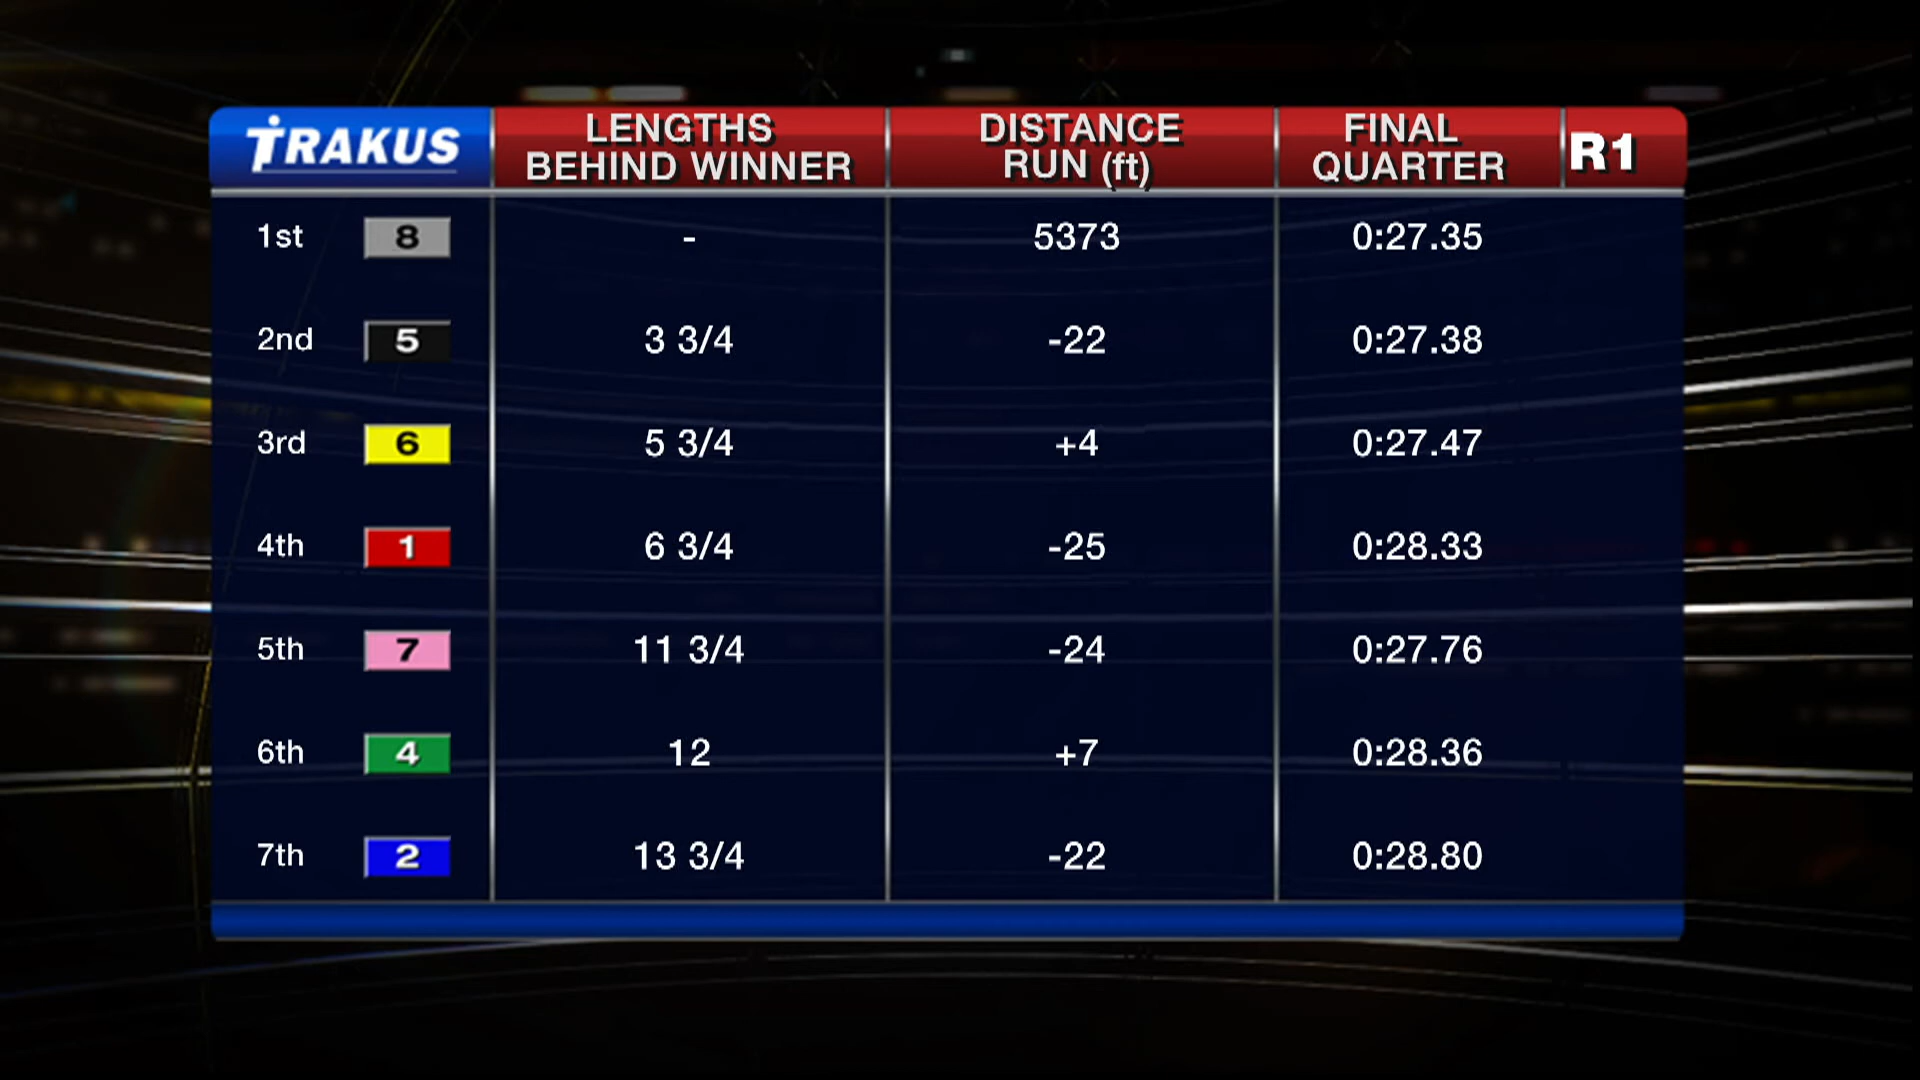 TRAKUS
LENGTHS BEHIND WINNER
DISTANCE RUN (ft)
FINAL QUARTER
R1
1st 8 - 5373 0:27.35
2nd 5 3 3/4 -22 0:27.38
3rd 6 5 3/4 +4 0:27.47
4th 1 6 3/4 -25 0:28.33
5th 7 11 3/4 -24 0:27.76
6th 4 12 +7 0:28.36
7th 2 13 3/4 -22 0:28.80